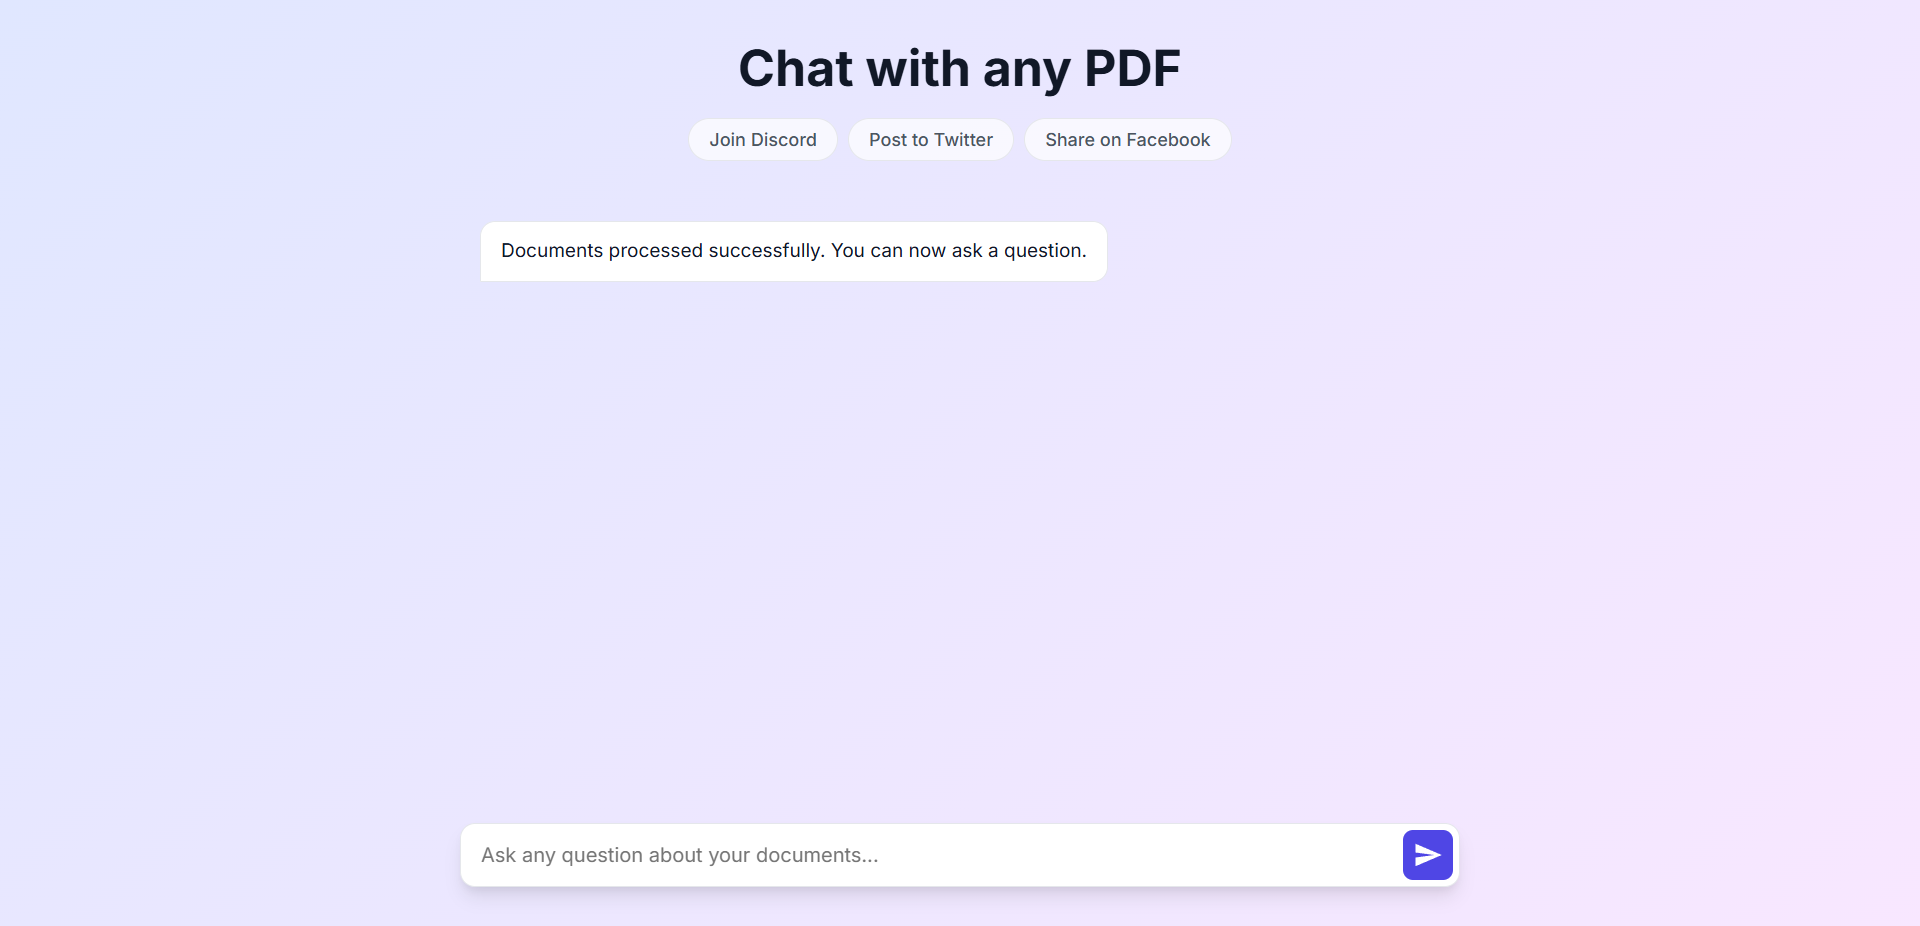 Chat with any PDF
Join Discord
Post to Twitter
Share on Facebook
Documents processed successfully. You can now ask a question.
Ask any question about your documents...